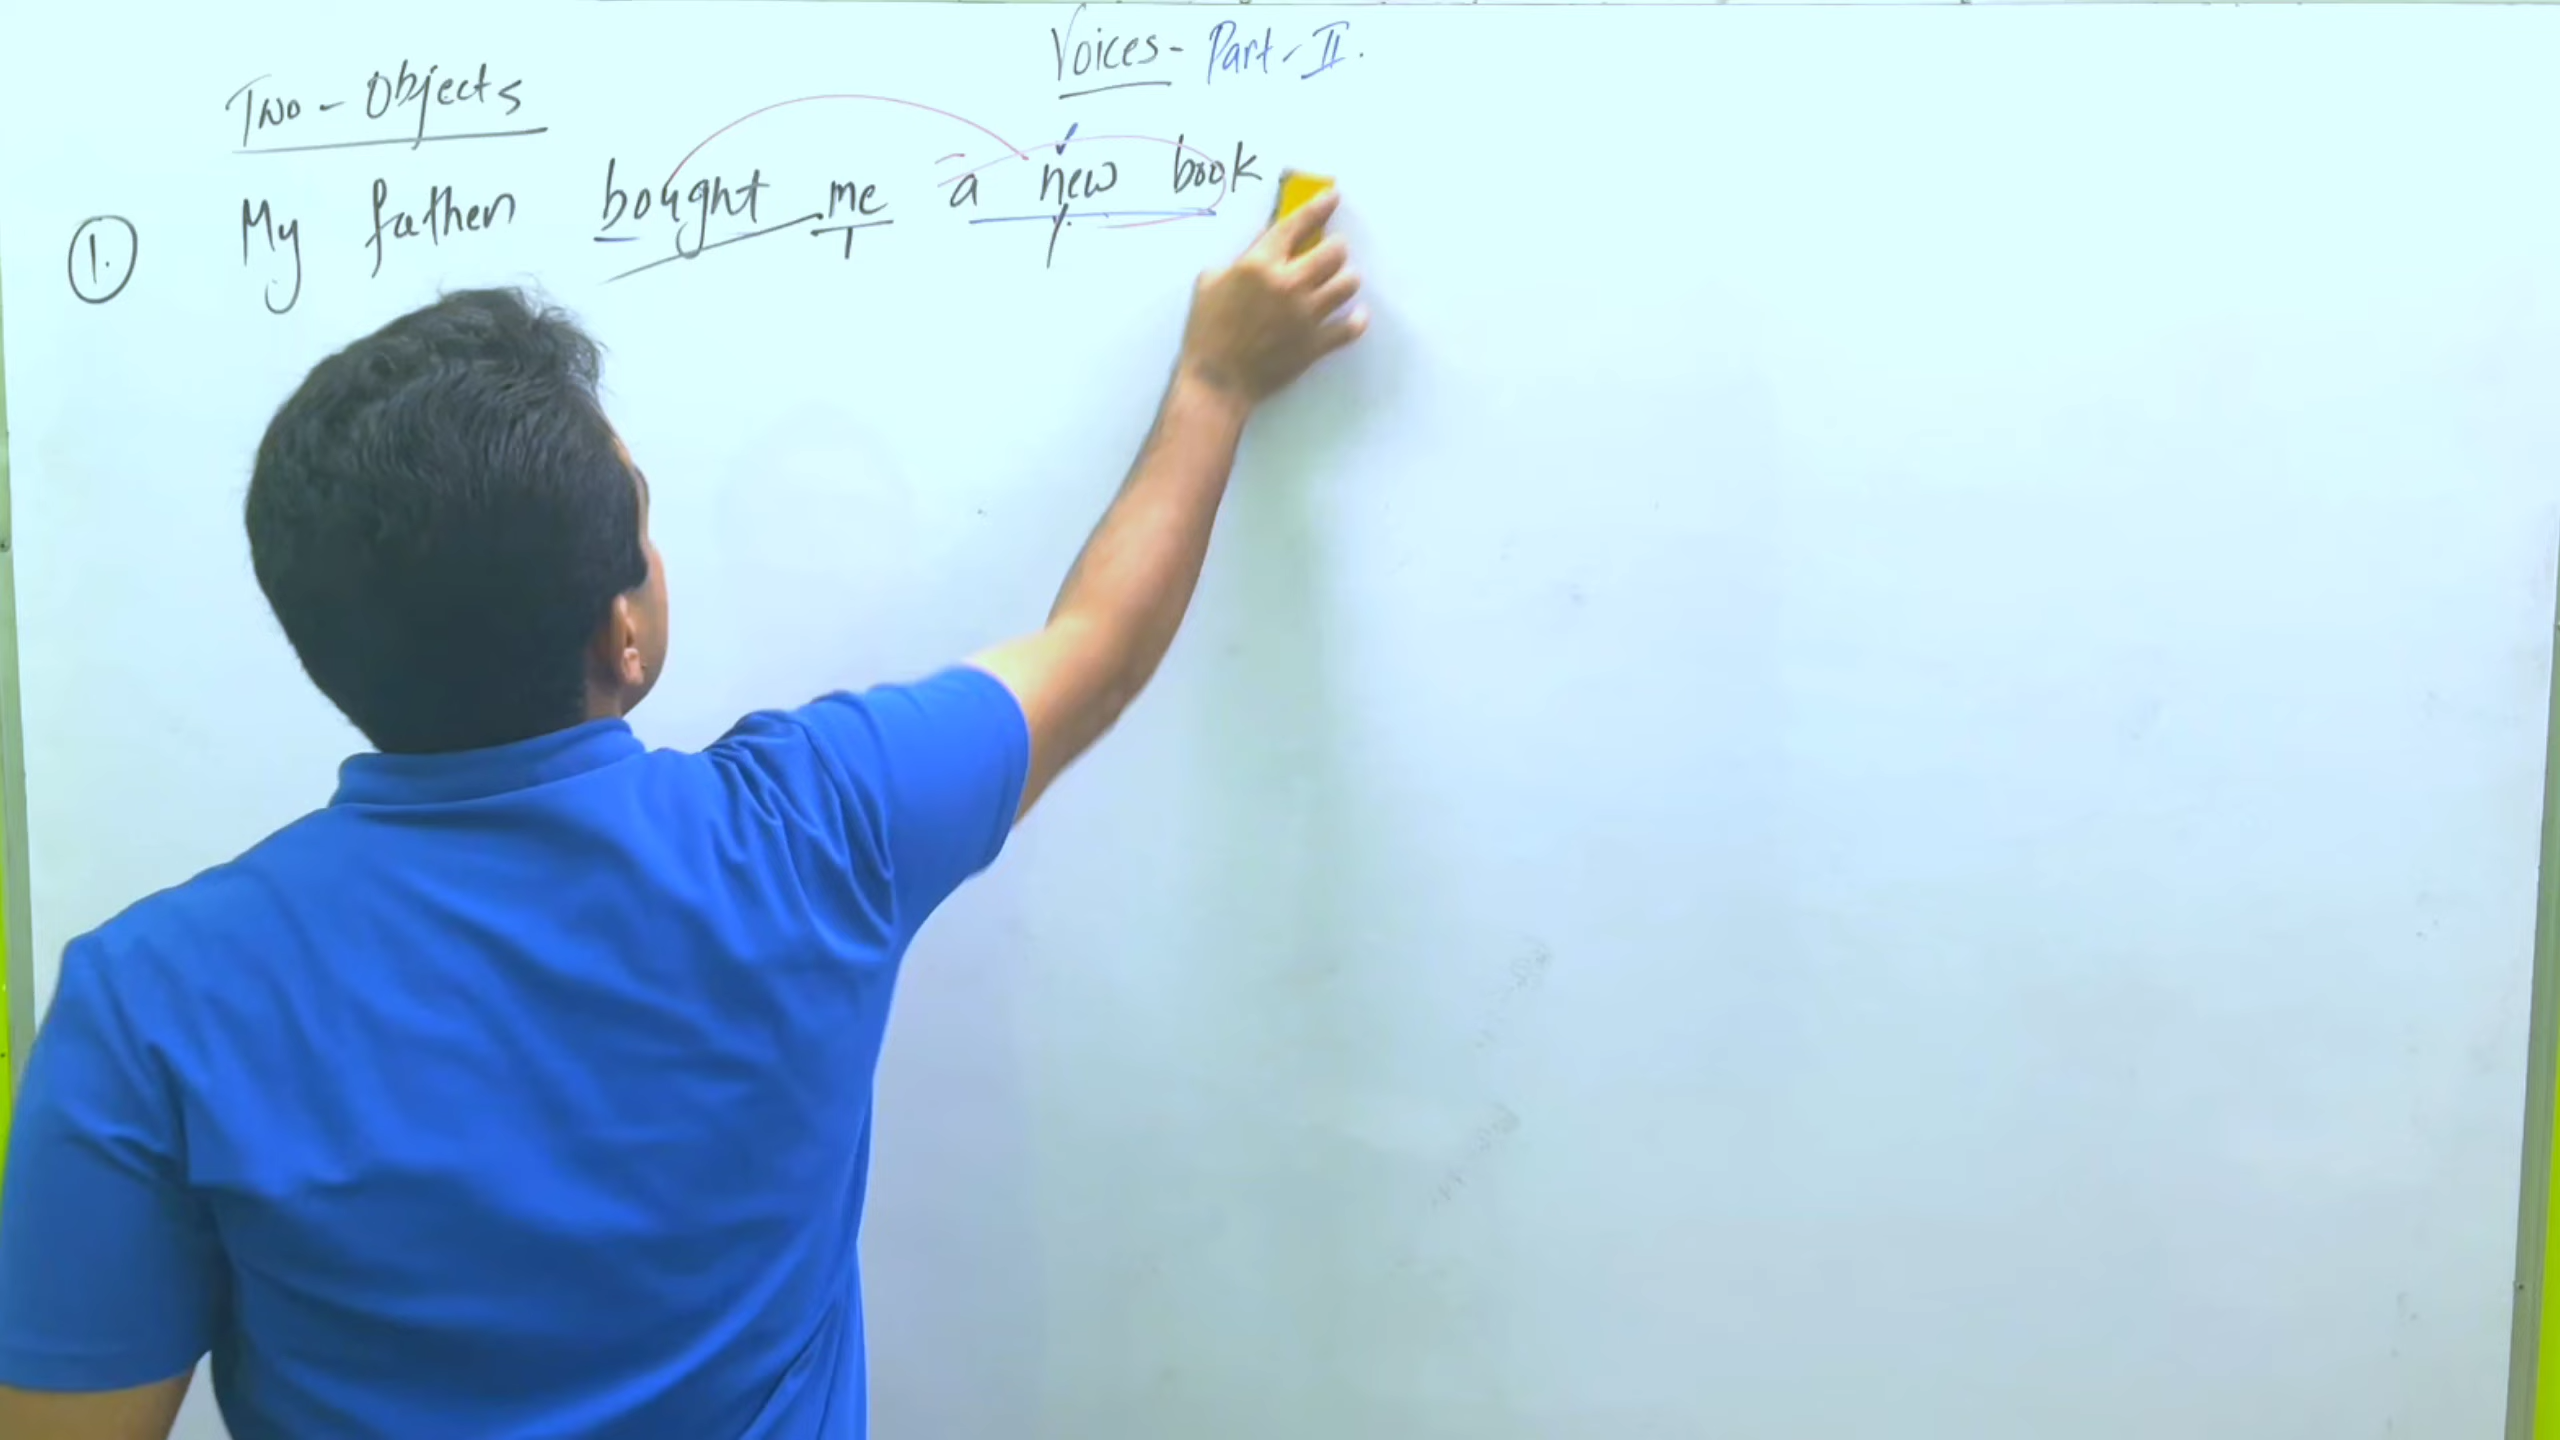 Voices - Part - II.
Two - Objects
1. My father bought me a new book